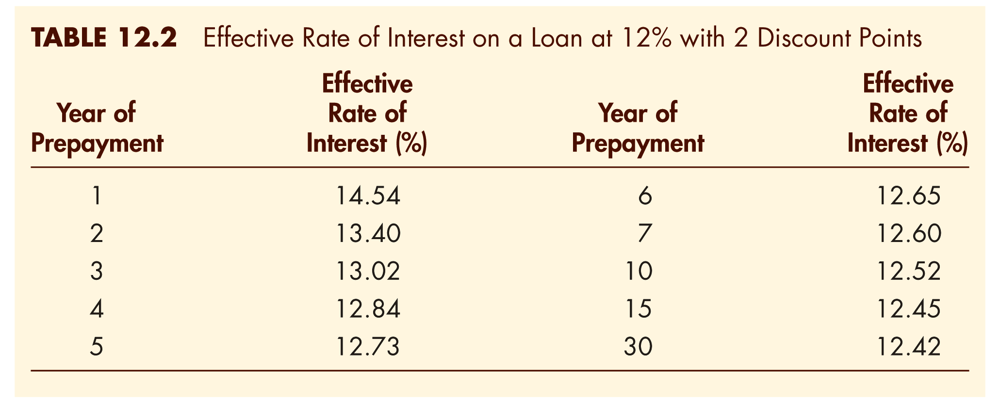 TABLE 12.2 Effective Rate of Interest on a Loan at 12% with 2 Discount Points
Year of Prepayment Effective Rate of Interest (%) Year of Prepayment Effective Rate of Interest (%)
1 14.54 6 12.65
2 13.40 7 12.60
3 13.02 10 12.52
4 12.84 15 12.45
5 12.73 30 12.42